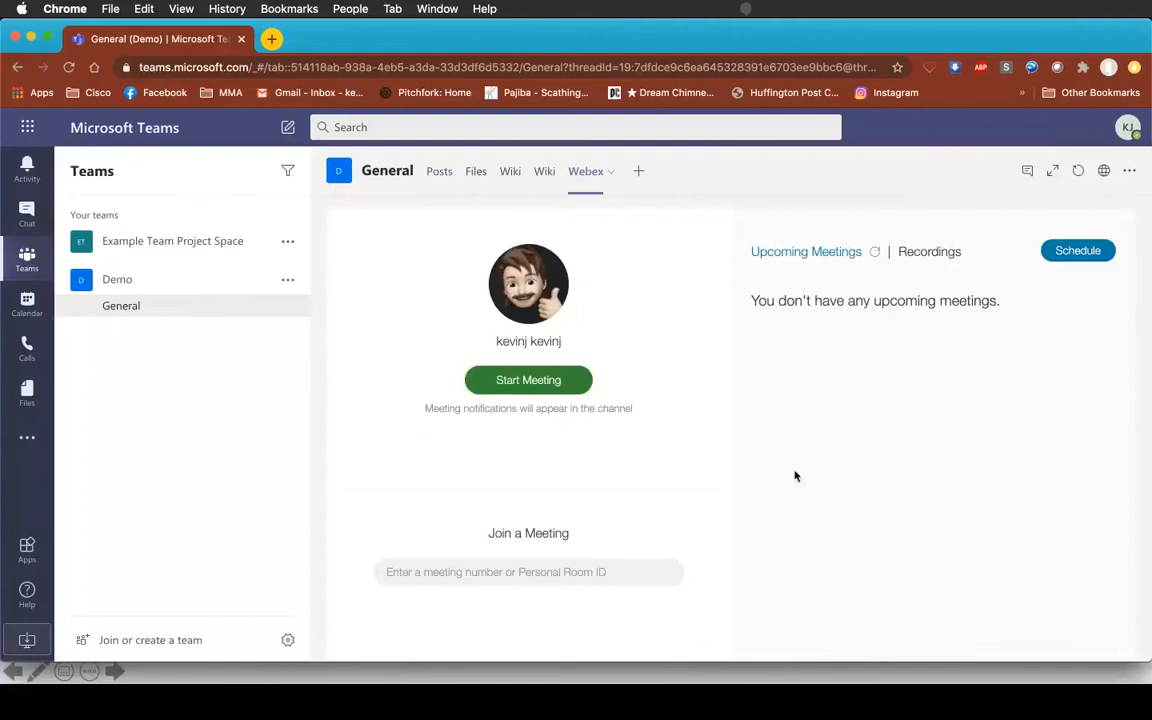 Chrome File Edit View History Bookmarks People Tab Window Help
General (Demo) | Microsoft Te
teams.microsoft.com/_#/tab::514118ab-938a-4eb5-a3da-33d3df6d5332/General?threadId=19:7dfdce9c6ea645328391e6703ee9bbc6@thr...
ABP S
Apps Cisco Facebook MMA Gmail - Inbox - ke... Pitchfork: Home Pajiba - Scathing... ★ Dream Chimne... Huffington Post C... Instagram » Other Bookmarks
Microsoft Teams Search KJ
Activity Teams D General Posts Files Wiki Wiki Webex
Your teams
Chat
ET Example Team Project Space
Teams
Upcoming Meetings | Recordings Schedule
D Demo
General
Calendar
You don't have any upcoming meetings.
kevinj kevinj
Calls
Start Meeting
Files
Meeting notifications will appear in the channel
Join a Meeting
Apps
Enter a meeting number or Personal Room ID
Help
Join or create a team